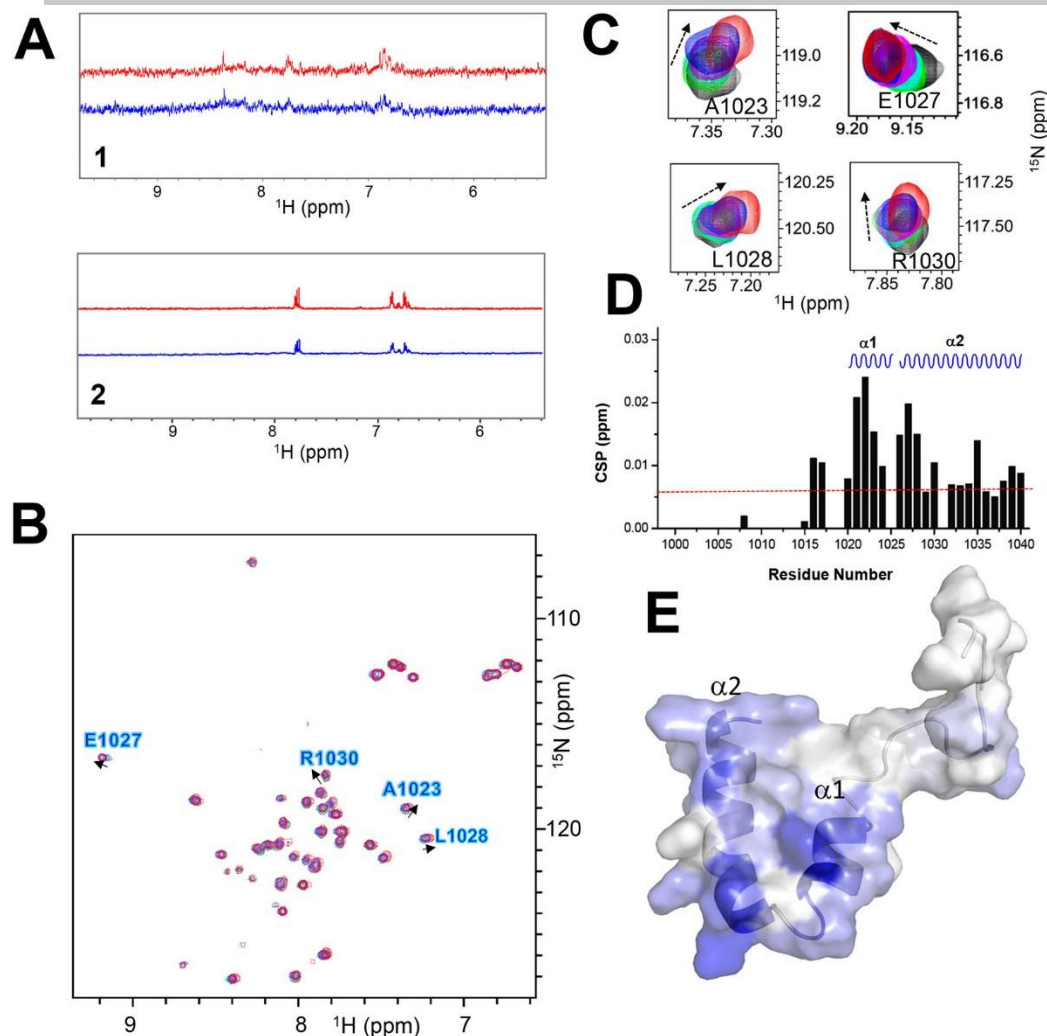 A
1
9 8 7 6
¹H (ppm)
2
9 8 7 6
¹H (ppm)
B
E1027
R1030
A1023
L1028
110
120
¹⁵N (ppm)
9 8 7
¹H (ppm)
C
A1023
119.0
119.2
7.35 7.30
E1027
116.6
116.8
9.20 9.15
L1028
120.25
120.50
7.25 7.20
R1030
117.25
117.50
7.85 7.80
¹⁵N (ppm)
¹H (ppm)
D
α1 α2
0.03
0.02
0.01
0.00
CSP (ppm)
1000 1005 1010 1015 1020 1025 1030 1035 1040
Residue Number
E
α2
α1